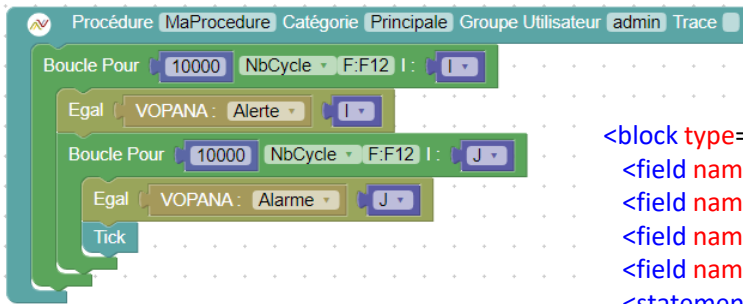 Procédure MaProcedure Catégorie Principale Groupe Utilisateur admin Trace
Boucle Pour 10000 NbCycle F:F12 I : I
Egal VOPANA : Alerte I
Boucle Pour 10000 NbCycle F:F12 I : J
Egal VOPANA : Alarme J
Tick
<block type=
<field nam
<field nam
<field nam
<field nam
<statemen